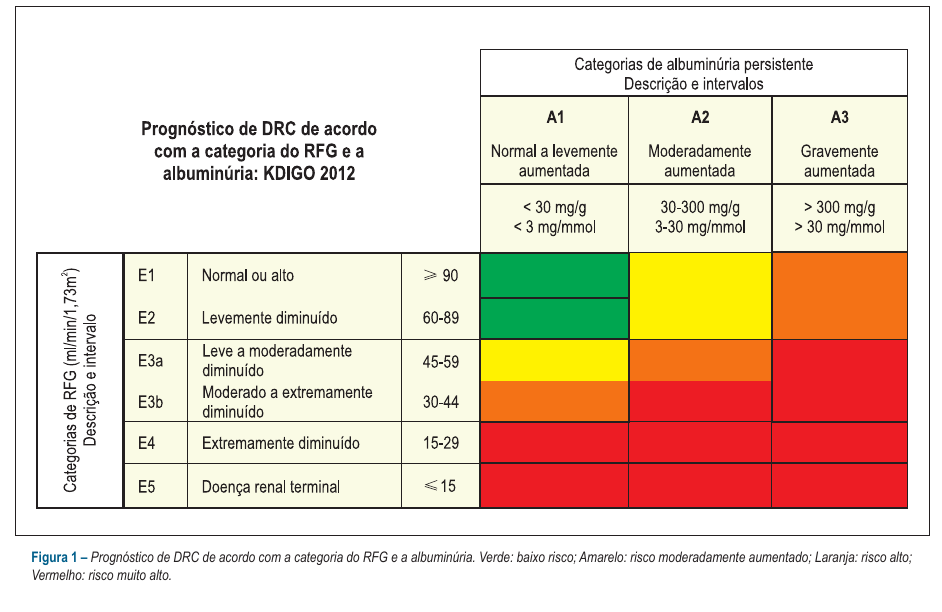 Categorias de albuminúria persistente
Descrição e intervalos
Prognóstico de DRC de acordo
com a categoria do RFG e a
albuminúria: KDIGO 2012
A1
Normal a levemente
aumentada
A2
Moderadamente
aumentada
A3
Gravemente
aumentada
< 30 mg/g
< 3 mg/mmol
30-300 mg/g
3-30 mg/mmol
> 300 mg/g
> 30 mg/mmol
Categorias de RFG (ml/min/1,73m²)
Descrição e intervalo
E1 Normal ou alto ⩾ 90
E2 Levemente diminuído 60-89
E3a Leve a moderadamente
diminuído 45-59
E3b Moderado a extremamente
diminuído 30-44
E4 Extremamente diminuído 15-29
E5 Doença renal terminal ⩽ 15
Figura 1 – Prognóstico de DRC de acordo com a categoria do RFG e a albuminúria. Verde: baixo risco; Amarelo: risco moderadamente aumentado; Laranja: risco alto;
Vermelho: risco muito alto.